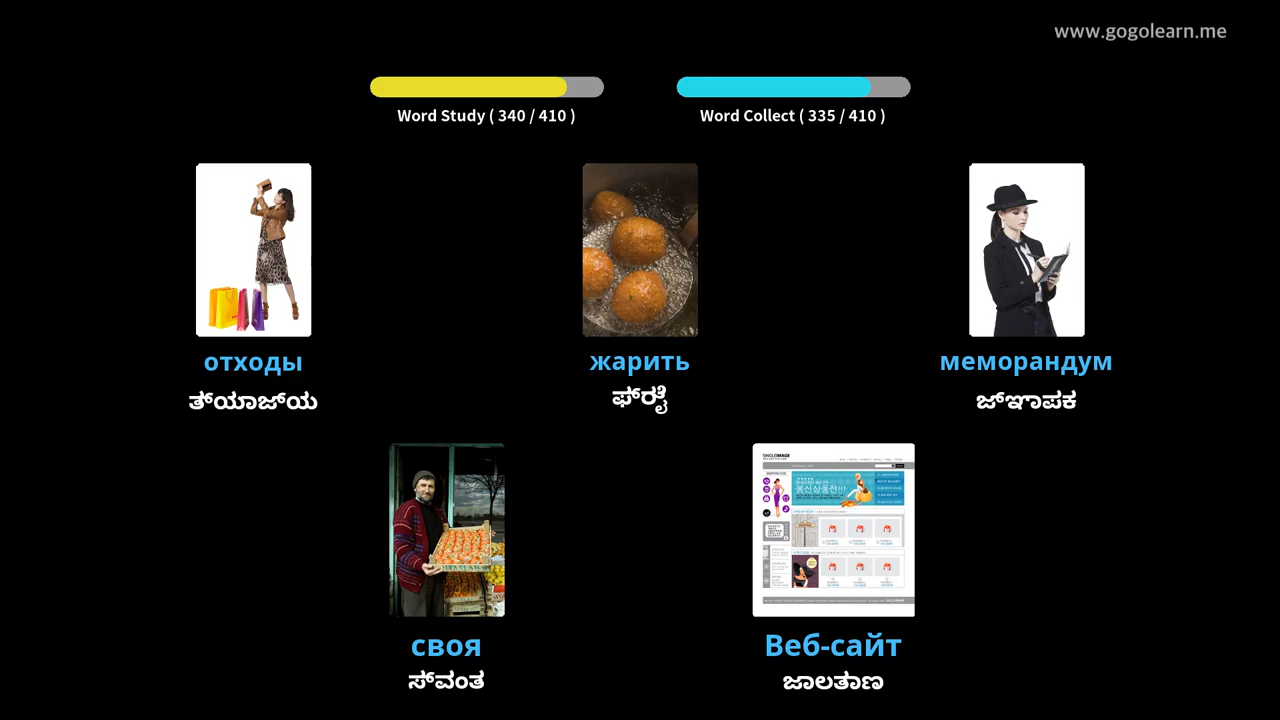 www.gogolearn.me
Word Study ( 340 / 410 )
Word Collect ( 335 / 410 )
отходы
жарить
меморандум
ತ್‌ಯಾಜ್‌ಯ
ಫ್‌ರೈ
ಜ್‌ಞಾಪಕ
своя
Веб-сайт
ಸ್‌ವಂತ
ಜಾಲತಾಣ